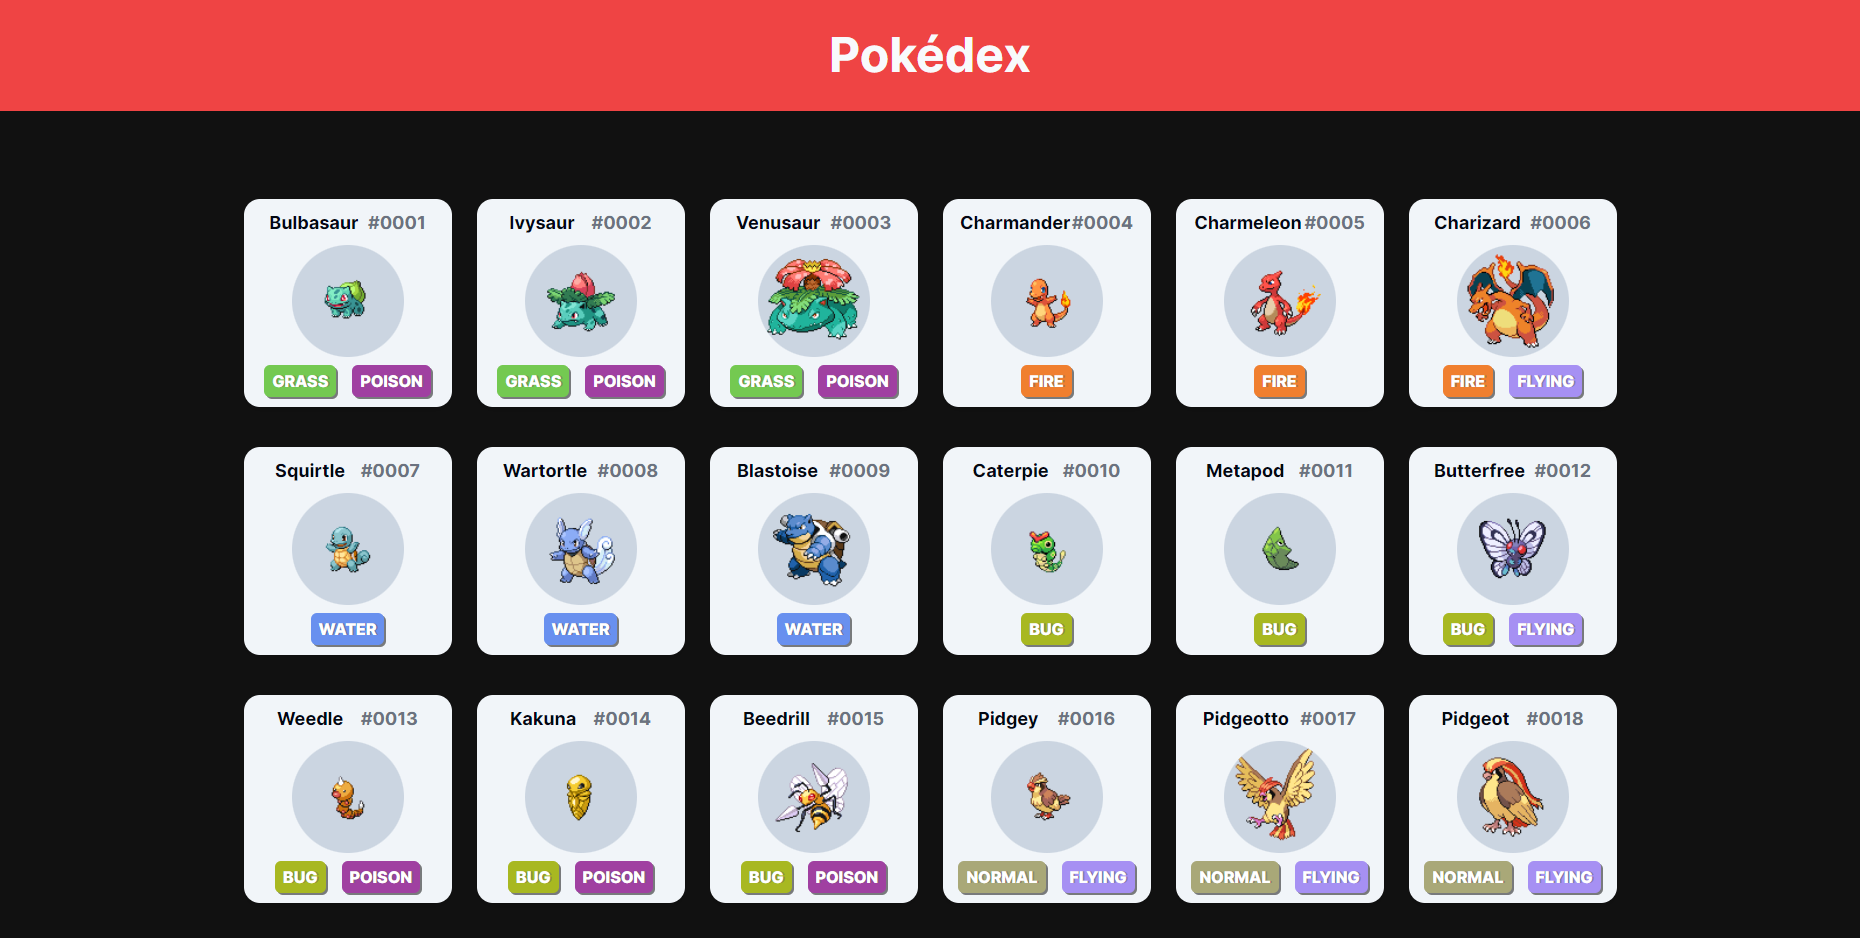 Pokédex
Bulbasaur #0001
GRASS POISON
Ivysaur #0002
GRASS POISON
Venusaur #0003
GRASS POISON
Charmander #0004
FIRE
Charmeleon #0005
FIRE
Charizard #0006
FIRE FLYING
Squirtle #0007
WATER
Wartortle #0008
WATER
Blastoise #0009
WATER
Caterpie #0010
BUG
Metapod #0011
BUG
Butterfree #0012
BUG FLYING
Weedle #0013
BUG POISON
Kakuna #0014
BUG POISON
Beedrill #0015
BUG POISON
Pidgey #0016
NORMAL FLYING
Pidgeotto #0017
NORMAL FLYING
Pidgeot #0018
NORMAL FLYING